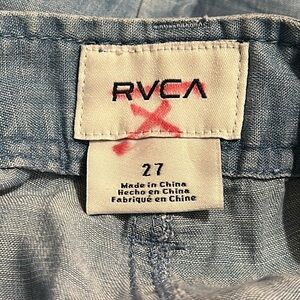 RVCA
27
Made in China
Hecho en China
Fabriqué en Chine